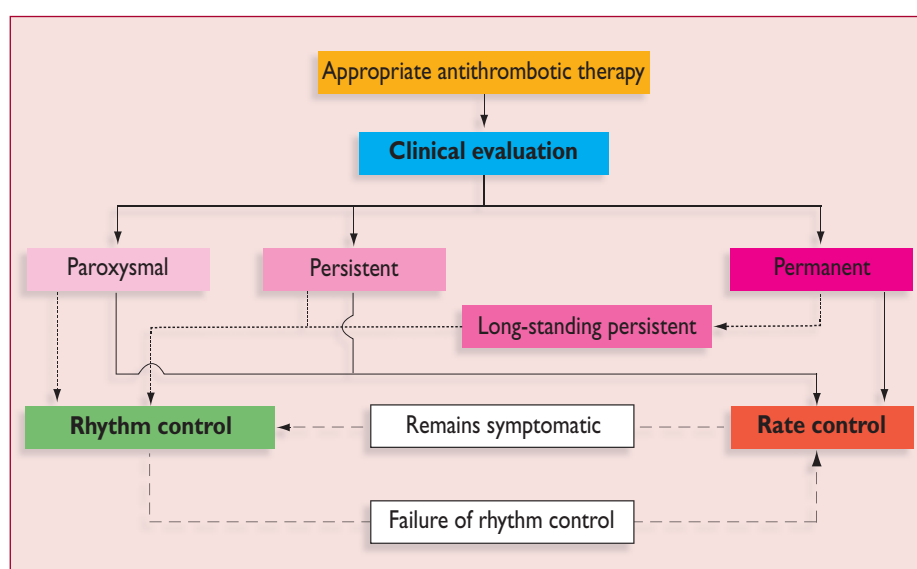 Appropriate antithrombotic therapy
Clinical evaluation
Paroxysmal
Persistent
Permanent
Long-standing persistent
Rhythm control
Remains symptomatic
Rate control
Failure of rhythm control